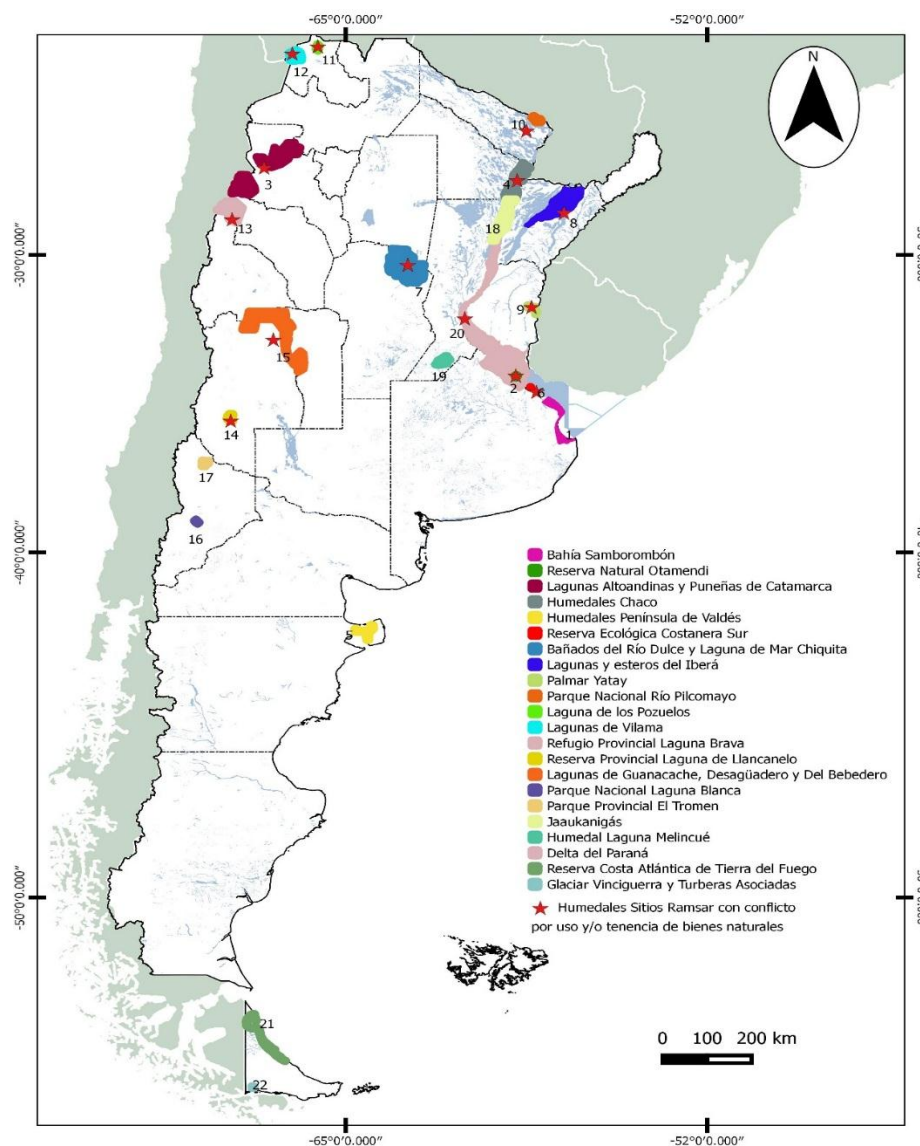 -65°0'0.000"
-52°0'0.000"
N
11
12
10
3
4
8
13
18
-30°0'0.000"
7
9
20
15
19
2
6
1
14
17
16
-40°0'0.000"
Bahía Samborombón
Reserva Natural Otamendi
Lagunas Altoandinas y Puneñas de Catamarca
Humedales Chaco
Humedales Península de Valdés
Reserva Ecológica Costanera Sur
Bañados del Río Dulce y Laguna de Mar Chiquita
Lagunas y esteros del Iberá
Palmar Yatay
Parque Nacional Río Pilcomayo
Laguna de los Pozuelos
Lagunas de Vilama
Refugio Provincial Laguna Brava
Reserva Provincial Laguna de Llancanelo
Lagunas de Guanacache, Desagüadero y Del Bebedero
Parque Nacional Laguna Blanca
Parque Provincial El Tromen
Jaaukanigás
Humedal Laguna Melincué
Delta del Paraná
Reserva Costa Atlántica de Tierra del Fuego
Glaciar Vinciguerra y Turberas Asociadas
Humedales Sitios Ramsar con conflicto
por uso y/o tenencia de bienes naturales
-50°0'0.000"
21
22
0 100 200 km
-65°0'0.000"
-52°0'0.000"